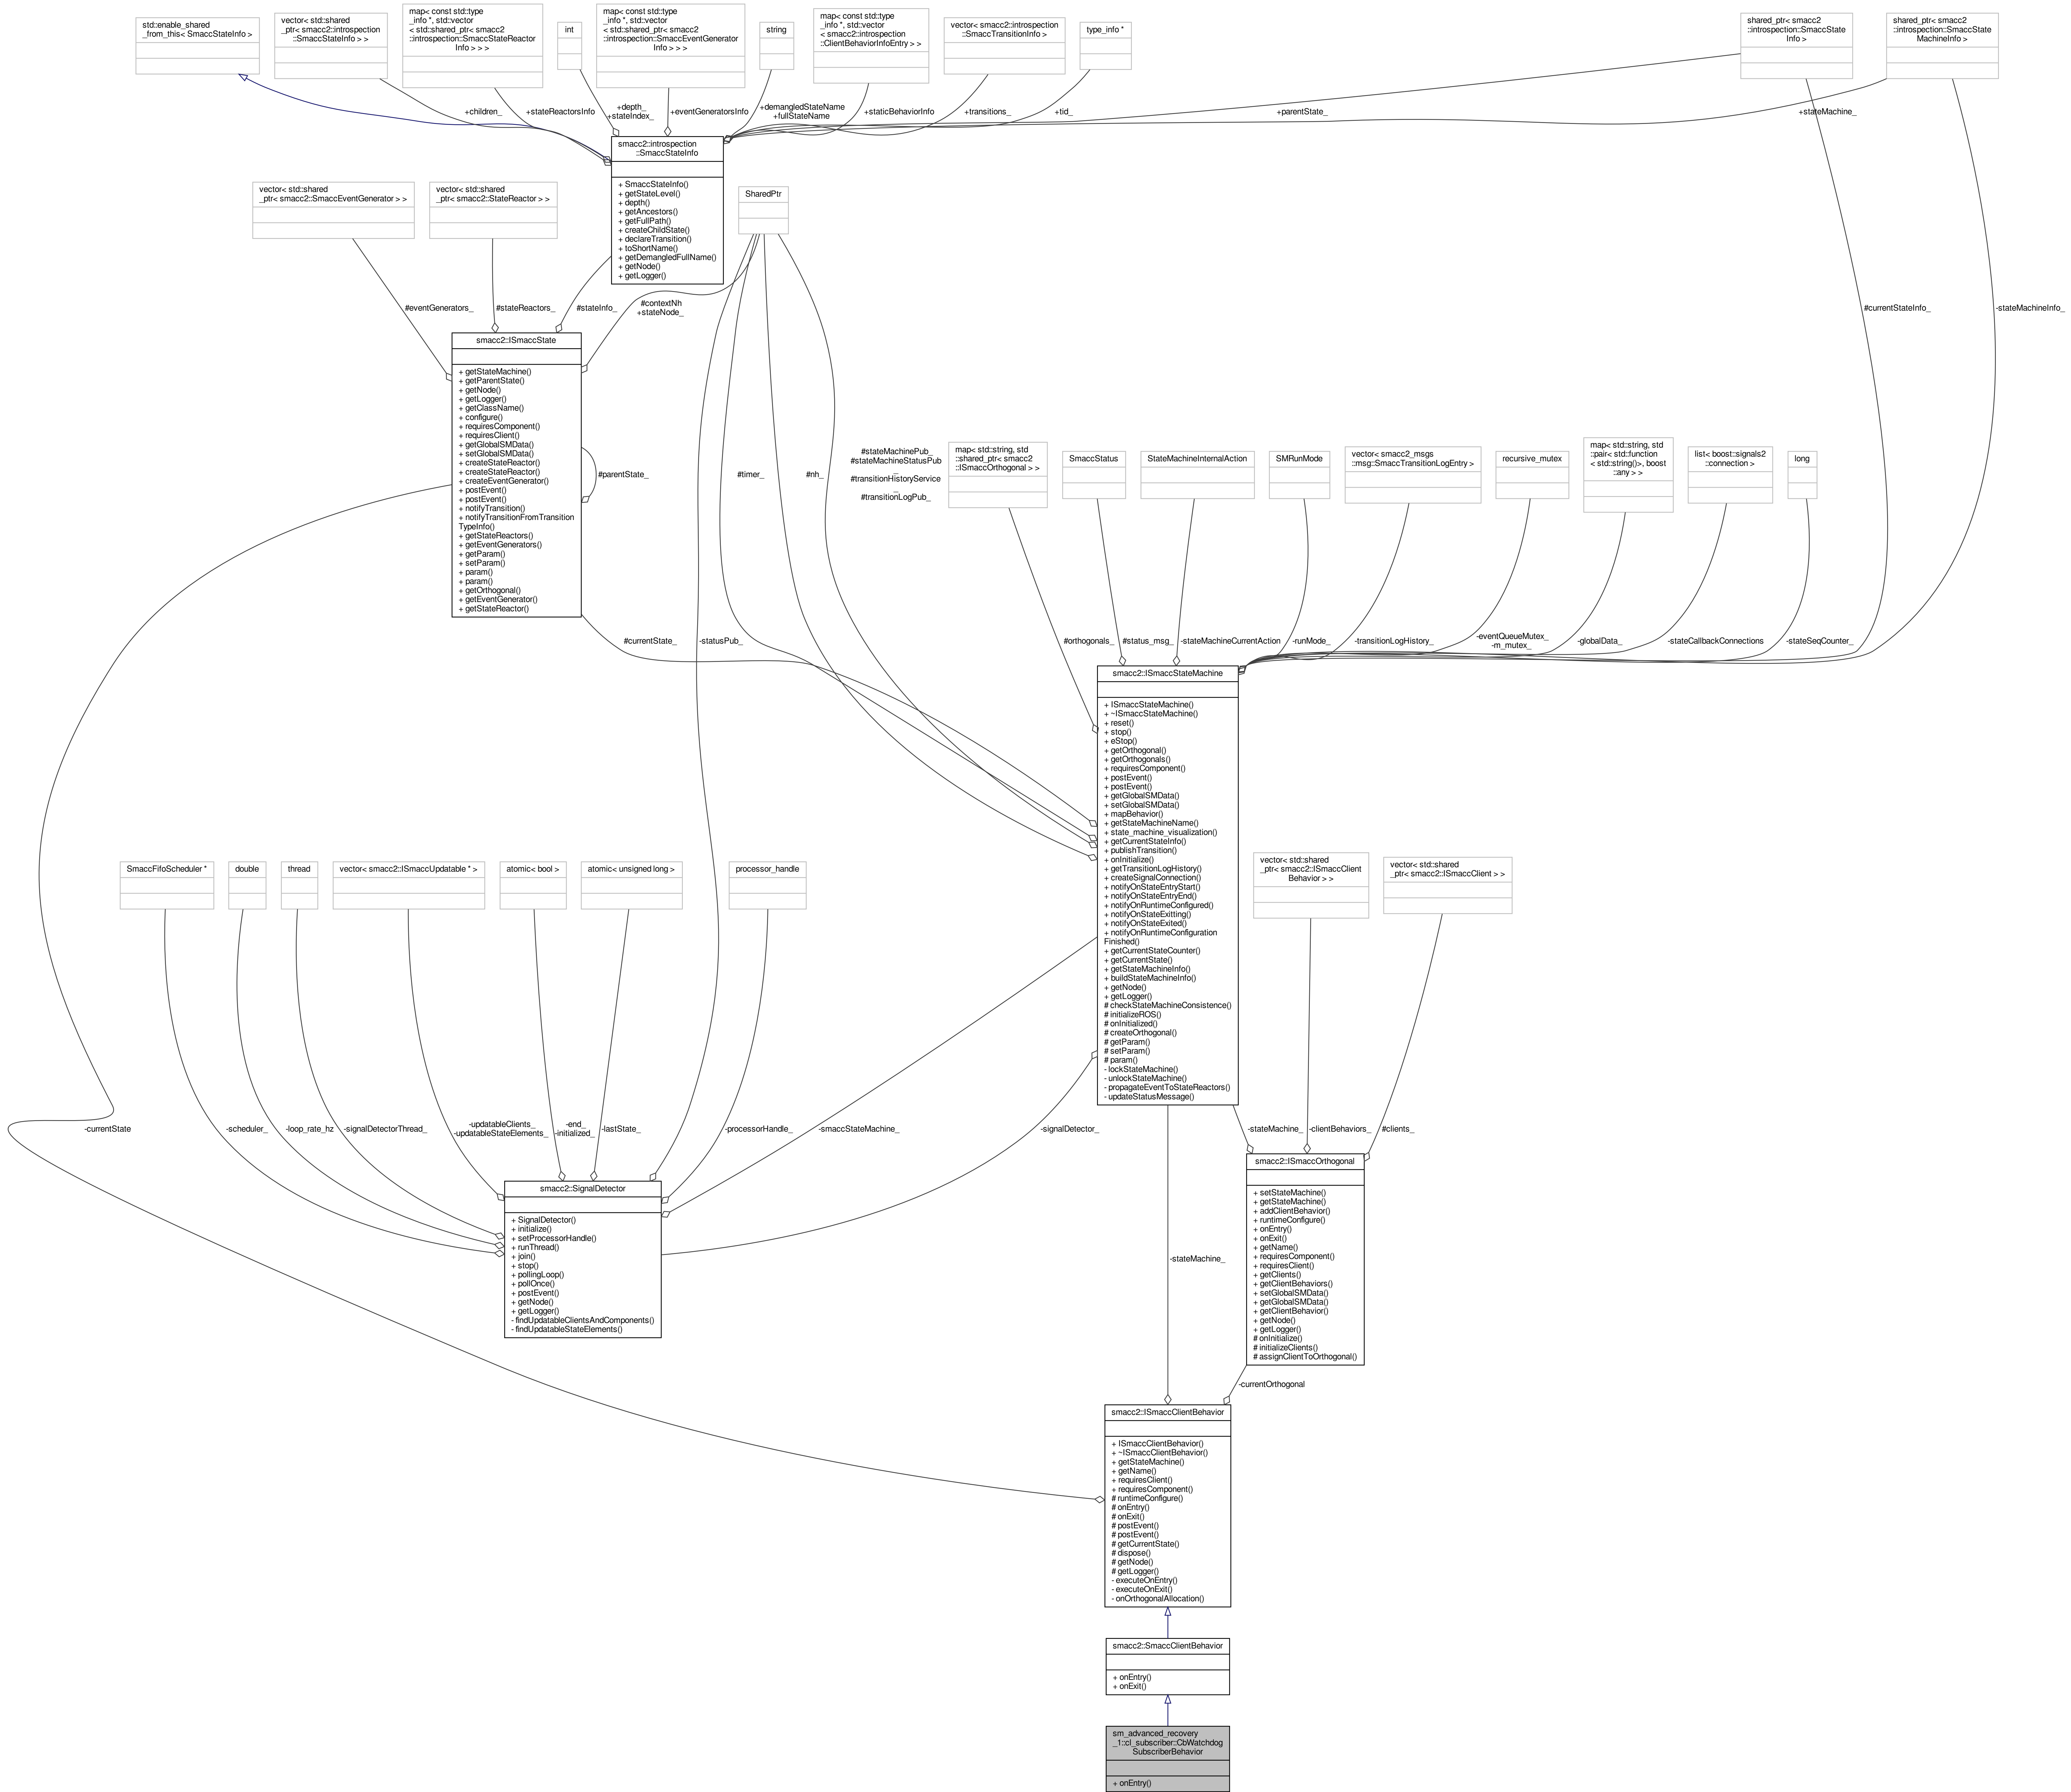 std::enable_shared
_from_this< SmaccStateInfo >
vector< std::shared
_ptr< smacc2::introspection
::SmaccStateInfo > >
map< const std::type
_info *, std::vector
< std::shared_ptr< smacc2
::introspection::SmaccStateReactor
Info > > >
int
map< const std::type
_info *, std::vector
< std::shared_ptr< smacc2
::introspection::SmaccEventGenerator
Info > > >
string
map< const std::type
_info *, std::vector
< smacc2::introspection
::ClientBehaviorInfoEntry > >
vector< smacc2::introspection
::SmaccTransitionInfo >
type_info *
shared_ptr< smacc2
::introspection::SmaccState
Info >
shared_ptr< smacc2
::introspection::SmaccState
MachineInfo >
+children_
+stateReactorsInfo
+depth_
+stateIndex_
+eventGeneratorsInfo
+demangledStateName
+fullStateName
+staticBehaviorInfo
+transitions_
+tid_
+parentState_
+stateMachine_
smacc2::introspection
::SmaccStateInfo
+ SmaccStateInfo()
+ getStateLevel()
+ depth()
+ getAncestors()
+ getFullPath()
+ createChildState()
+ declareTransition()
+ toShortName()
+ getDemangledFullName()
+ getNode()
+ getLogger()
vector< std::shared
_ptr< smacc2::SmaccEventGenerator > >
vector< std::shared
_ptr< smacc2::StateReactor > >
SharedPtr
#eventGenerators_
#stateReactors_
#stateInfo_
#contextNh
+stateNode_
#currentStateInfo_
-stateMachineInfo_
smacc2::ISmaccState
+ getStateMachine()
+ getParentState()
+ getNode()
+ getLogger()
+ getClassName()
+ configure()
+ requiresComponent()
+ requiresClient()
+ getGlobalSMData()
+ setGlobalSMData()
+ createStateReactor()
+ createStateReactor()
+ createEventGenerator()
+ postEvent()
+ postEvent()
+ notifyTransition()
+ notifyTransitionFromTransition
TypeInfo()
+ getStateReactors()
+ getEventGenerators()
+ getParam()
+ setParam()
+ param()
+ param()
+ getOrthogonal()
+ getEventGenerator()
+ getStateReactor()
#parentState_
#timer_
#nh_
#stateMachinePub_
#stateMachineStatusPub
_
#transitionHistoryService
_
#transitionLogPub_
map< std::string, std
::shared_ptr< smacc2
::ISmaccOrthogonal > >
SmaccStatus
StateMachineInternalAction
SMRunMode
vector< smacc2_msgs
::msg::SmaccTransitionLogEntry >
recursive_mutex
map< std::string, std
::pair< std::function
< std::string()>, boost
::any > >
list< boost::signals2
::connection >
long
#currentState_
-statusPub_
#orthogonals_
#status_msg_
-stateMachineCurrentAction
-runMode_
-transitionLogHistory_
-eventQueueMutex_
-m_mutex_
-globalData_
-stateCallbackConnections
-stateSeqCounter_
smacc2::ISmaccStateMachine
+ ISmaccStateMachine()
+ ~ISmaccStateMachine()
+ reset()
+ stop()
+ eStop()
+ getOrthogonal()
+ getOrthogonals()
+ requiresComponent()
+ postEvent()
+ postEvent()
+ getGlobalSMData()
+ setGlobalSMData()
+ mapBehavior()
+ getStateMachineName()
+ state_machine_visualization()
+ getCurrentStateInfo()
+ publishTransition()
+ onInitialize()
+ getTransitionLogHistory()
+ createSignalConnection()
+ notifyOnStateEntryStart()
+ notifyOnStateEntryEnd()
+ notifyOnRuntimeConfigured()
+ notifyOnStateExitting()
+ notifyOnStateExited()
+ notifyOnRuntimeConfiguration
Finished()
+ getCurrentStateCounter()
+ getCurrentState()
+ getStateMachineInfo()
+ buildStateMachineInfo()
+ getNode()
+ getLogger()
# checkStateMachineConsistence()
# initializeROS()
# onInitialized()
# createOrthogonal()
# getParam()
# setParam()
# param()
- lockStateMachine()
- unlockStateMachine()
- propagateEventToStateReactors()
- updateStatusMessage()
SmaccFifoScheduler *
double
thread
vector< smacc2::ISmaccUpdatable * >
atomic< bool >
atomic< unsigned long >
processor_handle
vector< std::shared
_ptr< smacc2::ISmaccClient
Behavior > >
vector< std::shared
_ptr< smacc2::ISmaccClient > >
-currentState
-scheduler_
-loop_rate_hz
-signalDetectorThread_
-updatableClients_
-updatableStateElements_
-end_
-initialized_
-lastState_
-processorHandle_
-smaccStateMachine_
-signalDetector_
-stateMachine_
-clientBehaviors_
#clients_
smacc2::SignalDetector
+ SignalDetector()
+ initialize()
+ setProcessorHandle()
+ runThread()
+ join()
+ stop()
+ pollingLoop()
+ pollOnce()
+ postEvent()
+ getNode()
+ getLogger()
- findUpdatableClientsAndComponents()
- findUpdatableStateElements()
smacc2::ISmaccOrthogonal
+ setStateMachine()
+ getStateMachine()
+ addClientBehavior()
+ runtimeConfigure()
+ onEntry()
+ onExit()
+ getName()
+ requiresComponent()
+ requiresClient()
+ getClients()
+ getClientBehaviors()
+ setGlobalSMData()
+ getGlobalSMData()
+ getClientBehavior()
+ getNode()
+ getLogger()
# onInitialize()
# initializeClients()
# assignClientToOrthogonal()
-stateMachine_
-currentOrthogonal
smacc2::ISmaccClientBehavior
+ ISmaccClientBehavior()
+ ~ISmaccClientBehavior()
+ getStateMachine()
+ getName()
+ requiresClient()
+ requiresComponent()
# runtimeConfigure()
# onEntry()
# onExit()
# postEvent()
# postEvent()
# getCurrentState()
# dispose()
# getNode()
# getLogger()
- executeOnEntry()
- executeOnExit()
- onOrthogonalAllocation()
smacc2::SmaccClientBehavior
+ onEntry()
+ onExit()
sm_advanced_recovery
_1::cl_subscriber::CbWatchdog
SubscriberBehavior
+ onEntry()